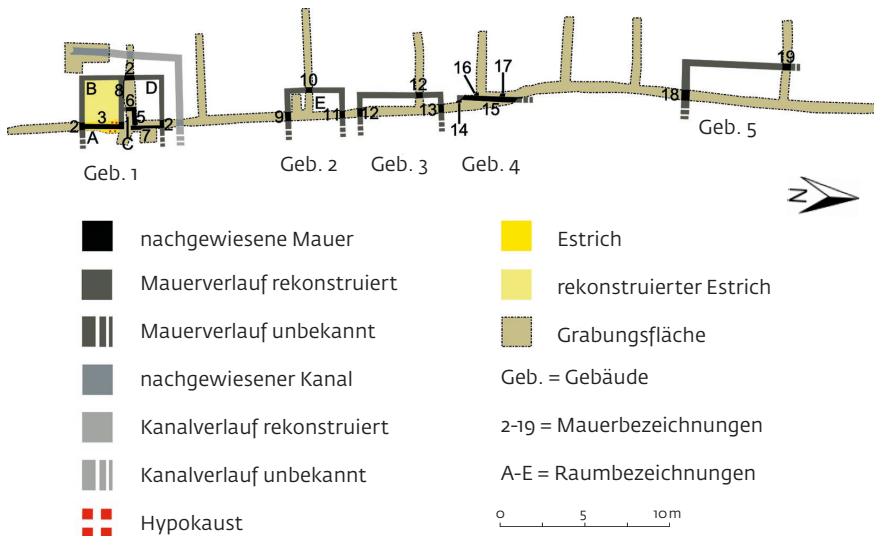 2 10 12 16 17 19
B 8 D
6 E
3 5 9 11 12 13 15 18
2 A C 7 2 14
Geb. 1 Geb. 2 Geb. 3 Geb. 4 Geb. 5
N
nachgewiesene Mauer
Mauerverlauf rekonstruiert
Mauerverlauf unbekannt
nachgewiesener Kanal
Kanalverlauf rekonstruiert
Kanalverlauf unbekannt
Hypokaust
Estrich
rekonstruierter Estrich
Grabungsfläche
Geb. = Gebäude
2-19 = Mauerbezeichnungen
A-E = Raumbezeichnungen
0 5 10 m